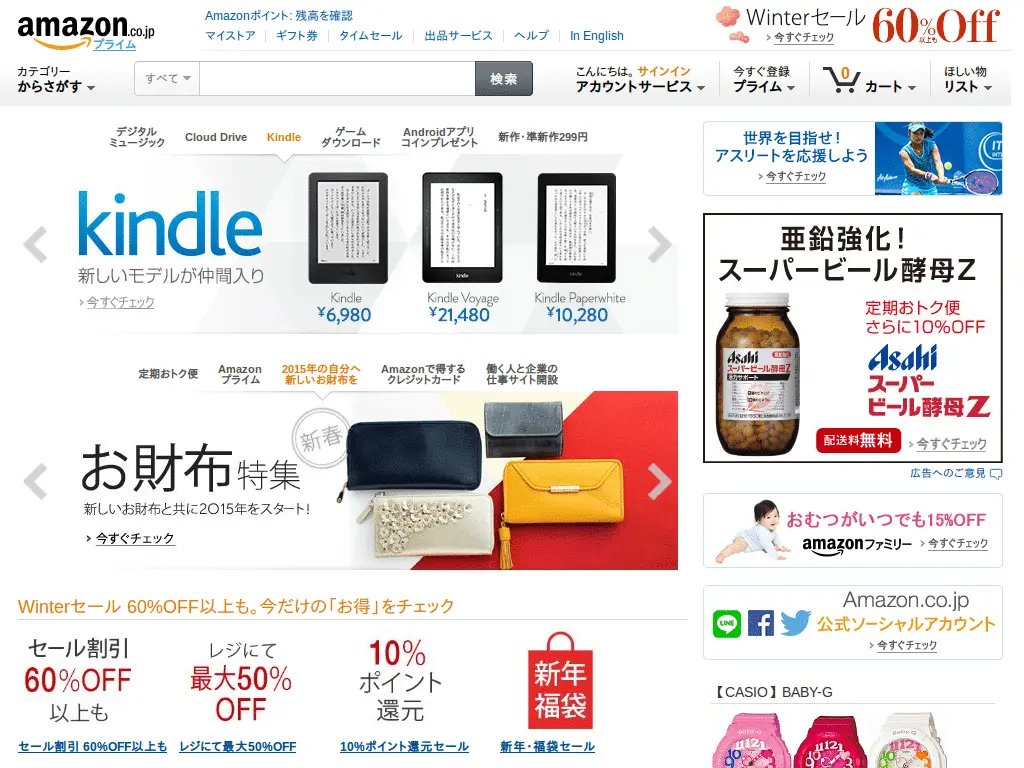 amazon.co.jp
プライム
Amazonポイント: 残高を確認
マイストア
ギフト券
タイムセール
出品サービス
ヘルプ
In English
Winterセール
今すぐチェック
60%以上もOff
カテゴリー
からさがす
すべて
検索
こんにちは。サインイン
アカウントサービス
今すぐ登録
プライム
0
カート
ほしい物
リスト
デジタル
ミュージック
Cloud Drive
Kindle
ゲーム
ダウンロード
Androidアプリ
コインプレゼント
新作・準新作299円
kindle
新しいモデルが仲間入り
今すぐチェック
kindle
kindle
Kindle
¥6,980
Kindle Voyage
¥21,480
Kindle Paperwhite
¥10,280
世界を目指せ!
アスリートを応援しよう
今すぐチェック
亜鉛強化!
スーパービール酵母Z
定期おトク便
さらに10%OFF
Asahi
スーパー
ビール酵母Z
Asahi
スーパービール酵母Z
配送料無料
今すぐチェック
広告へのご意見
定期おトク便
Amazon
プライム
2015年の自分へ
新しいお財布を
Amazonで得する
クレジットカード
働く人と企業の
仕事サイト開設
新春
お財布特集
新しいお財布と共に2015年をスタート!
今すぐチェック
おむつがいつでも15%OFF
amazonファミリー
今すぐチェック
LINE
Amazon.co.jp
公式ソーシャルアカウント
今すぐチェック
Winterセール 60%OFF以上も。今だけの「お得」をチェック
セール割引
60%OFF
以上も
レジにて
最大50%
OFF
10%
ポイント
還元
新年
福袋
セール割引 60%OFF以上も
レジにて最大50%OFF
10%ポイント還元セール
新年・福袋セール
【CASIO】BABY-G